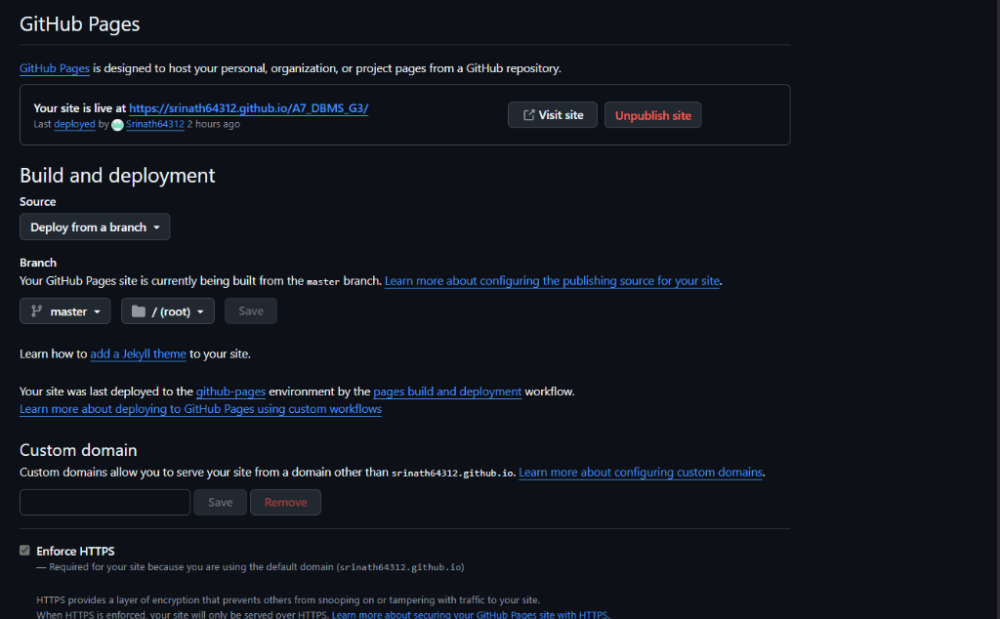 GitHub Pages
GitHub Pages is designed to host your personal, organization, or project pages from a GitHub repository.
Your site is live at https://srinath64312.github.io/A7_DBMS_G3/
Last deployed by Srinath64312 2 hours ago
Visit site
Unpublish site
Build and deployment
Source
Deploy from a branch
Branch
Your GitHub Pages site is currently being built from the master branch. Learn more about configuring the publishing source for your site.
master
/ (root)
Save
Learn how to add a Jekyll theme to your site.
Your site was last deployed to the github-pages environment by the pages build and deployment workflow.
Learn more about deploying to GitHub Pages using custom workflows
Custom domain
Custom domains allow you to serve your site from a domain other than srinath64312.github.io. Learn more about configuring custom domains.
Save
Remove
Enforce HTTPS
— Required for your site because you are using the default domain (srinath64312.github.io)
HTTPS provides a layer of encryption that prevents others from snooping on or tampering with traffic to your site.
When HTTPS is enforced, your site will only be served over HTTPS. Learn more about securing your GitHub Pages site with HTTPS.